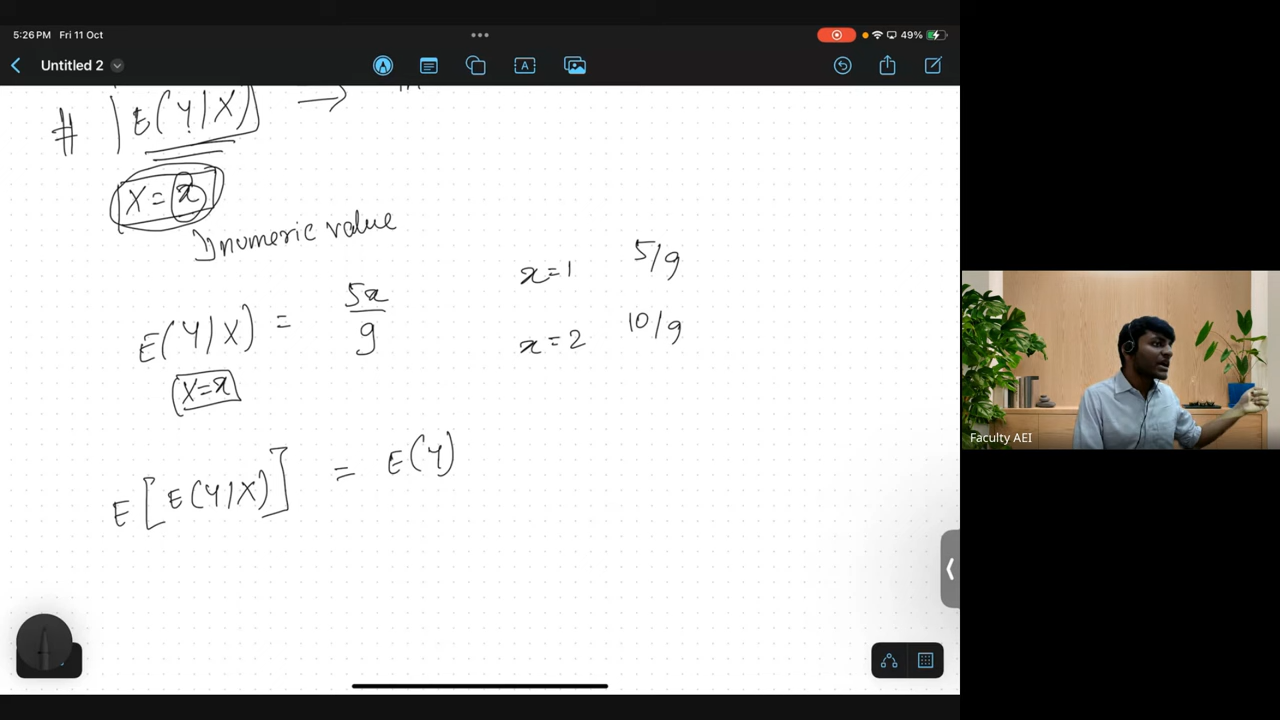 5:26 PM Fri 11 Oct
49%
Untitled 2
# E(Y|X) →
X = x
numeric value
x=1 5/9
E(Y|X) = 5x/9
x=2 10/9
X=x
E[E(Y|X)] = E(Y)
Faculty AEI